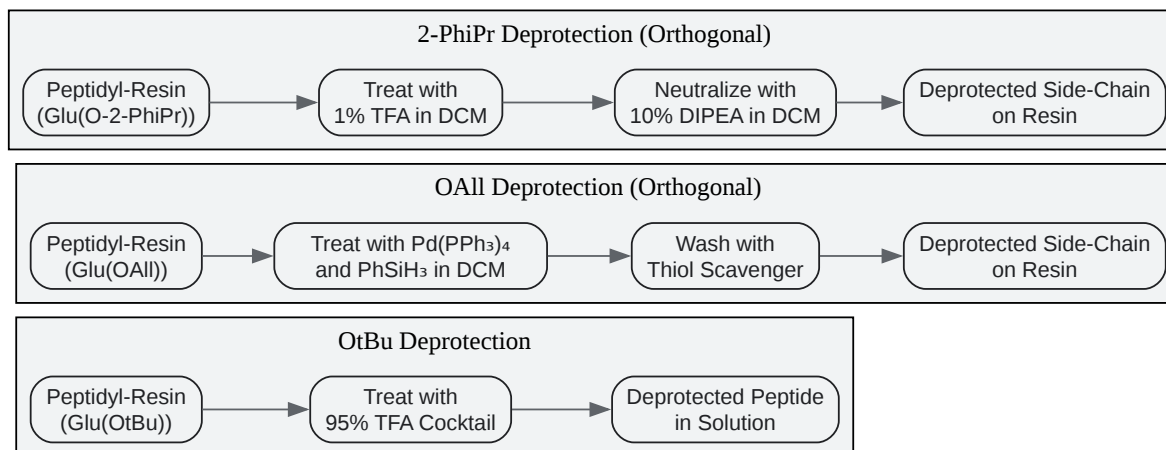 2-PhiPr Deprotection (Orthogonal)
Peptidyl-Resin
(Glu(O-2-PhiPr))
Treat with
1% TFA in DCM
Neutralize with
10% DIPEA in DCM
Deprotected Side-Chain
on Resin
OAll Deprotection (Orthogonal)
Peptidyl-Resin
(Glu(OAll))
Treat with Pd(PPh₃)₄
and PhSiH₃ in DCM
Wash with
Thiol Scavenger
Deprotected Side-Chain
on Resin
OtBu Deprotection
Peptidyl-Resin
(Glu(OtBu))
Treat with
95% TFA Cocktail
Deprotected Peptide
in Solution